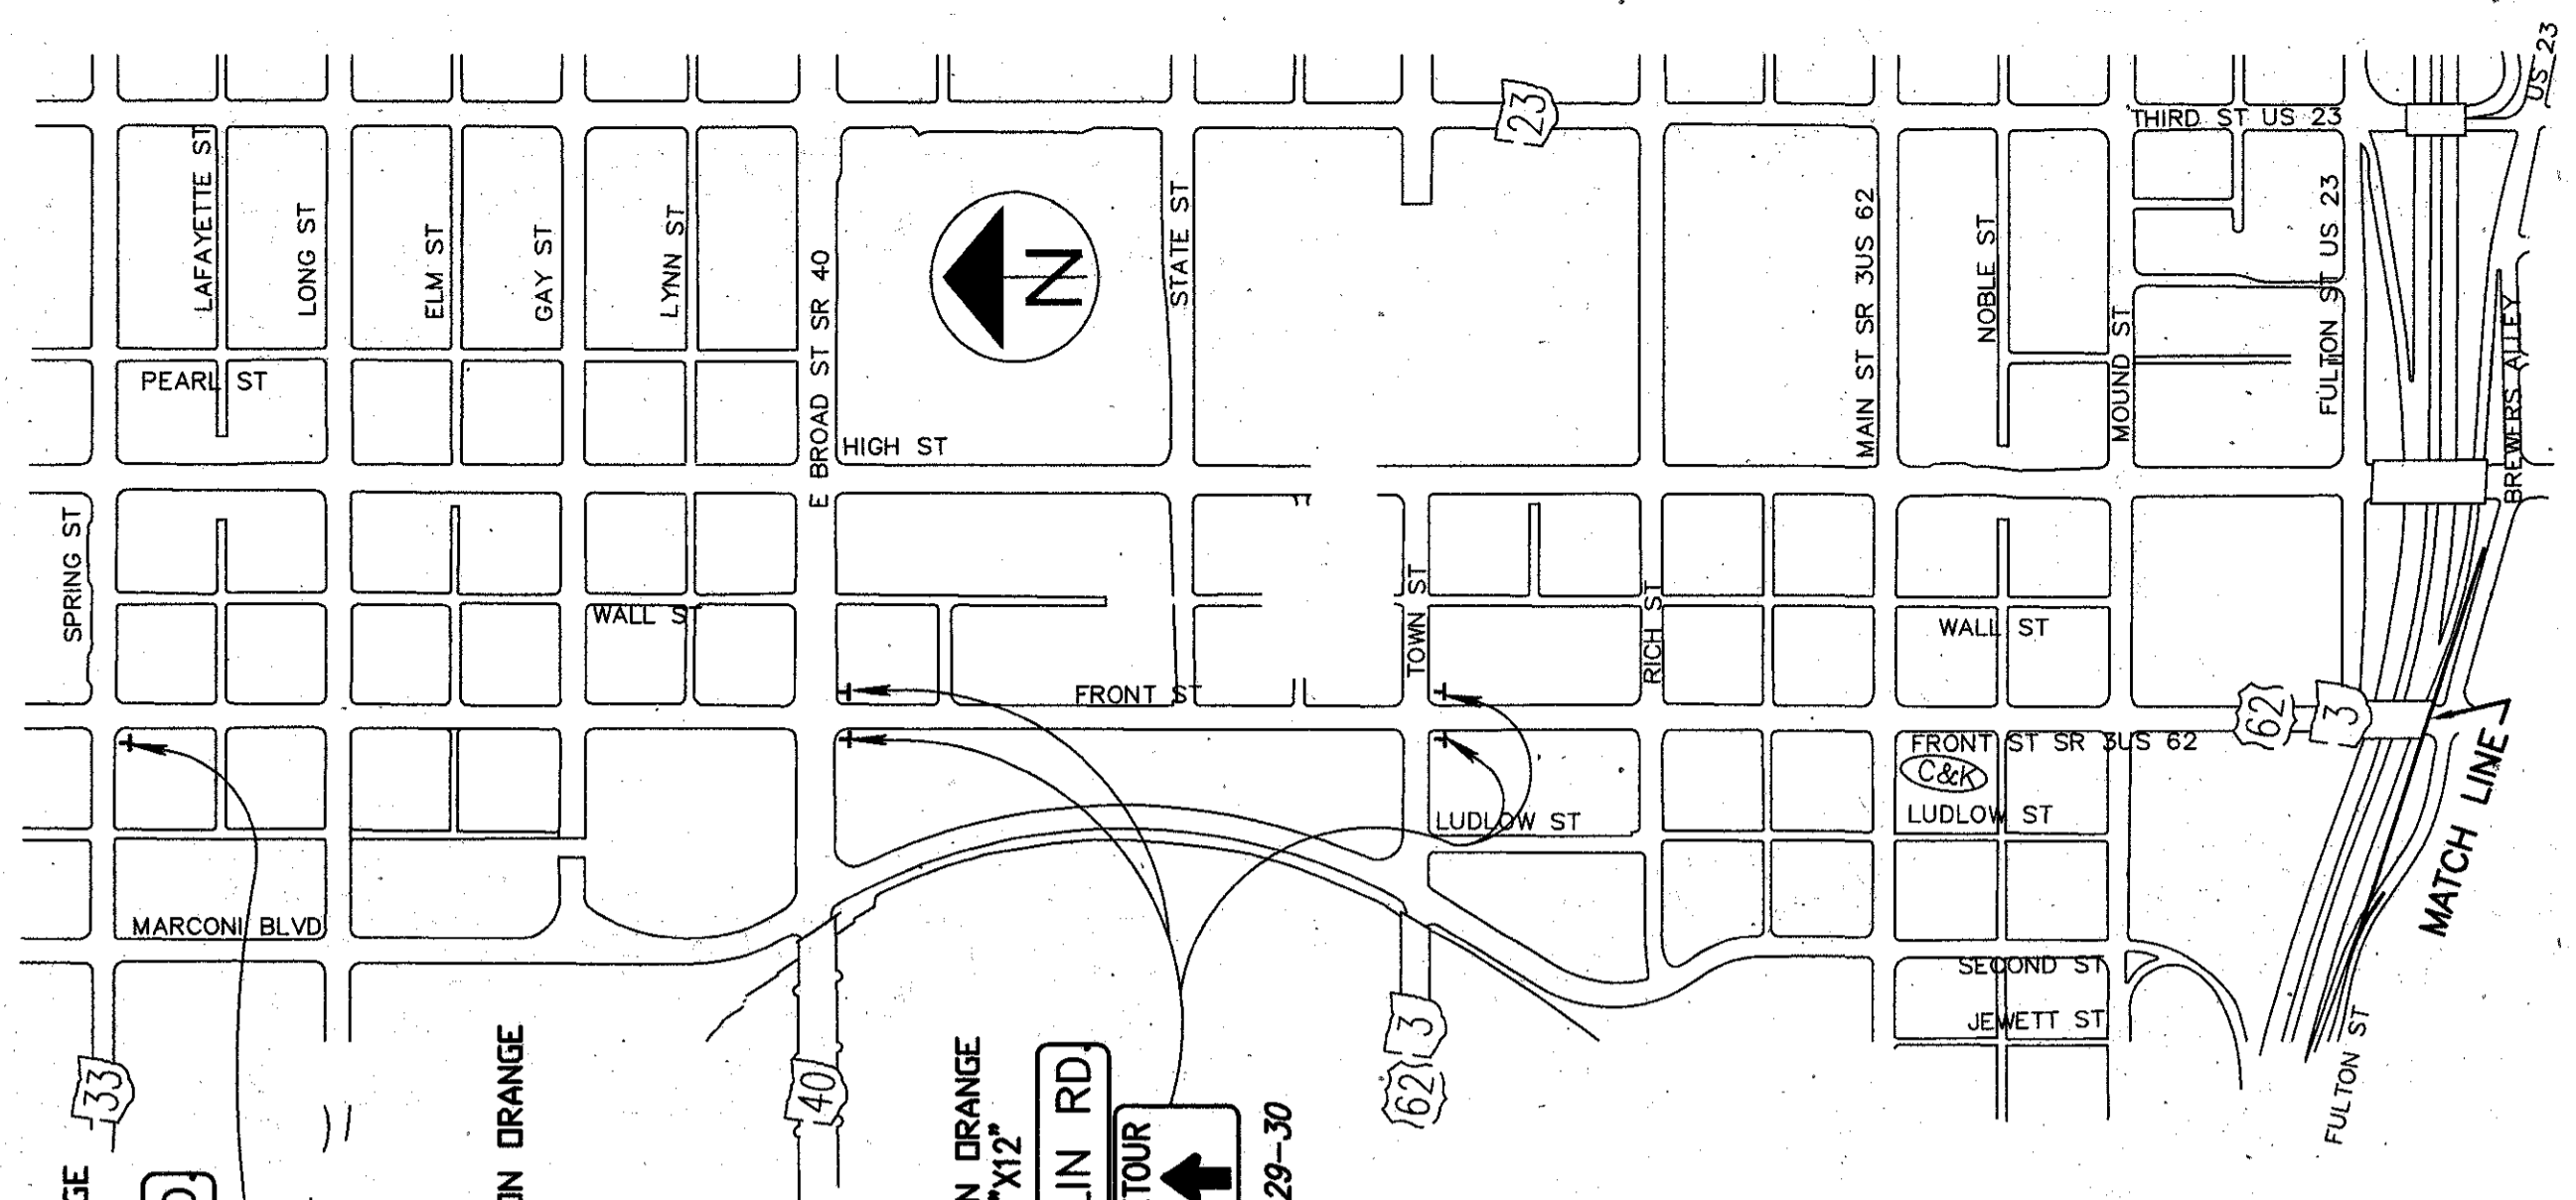 US 23
23
THIRD ST US 23
LAFAYETTE ST
LONG ST
ELM ST
GAY ST
LYNN ST
E BROAD ST SR 40
N
STATE ST
MAIN ST SR 3US 62
NOBLE ST
MOUND ST
FULTON ST US 23
BREWERS ALLEY
PEARL ST
HIGH ST
SPRING ST
WALL ST
TOWN ST
RICH ST
WALL ST
FRONT ST
62
3
FRONT ST SR 3US 62
C&K
LUDLOW ST
LUDLOW ST
MATCH LINE
MARCONI BLVD
SECOND ST
JEWETT ST
FULTON ST
33
40
3
62
ON ORANGE
N ORANGE
"X12"
LIN RD.
TOUR
29-30
GE
D.